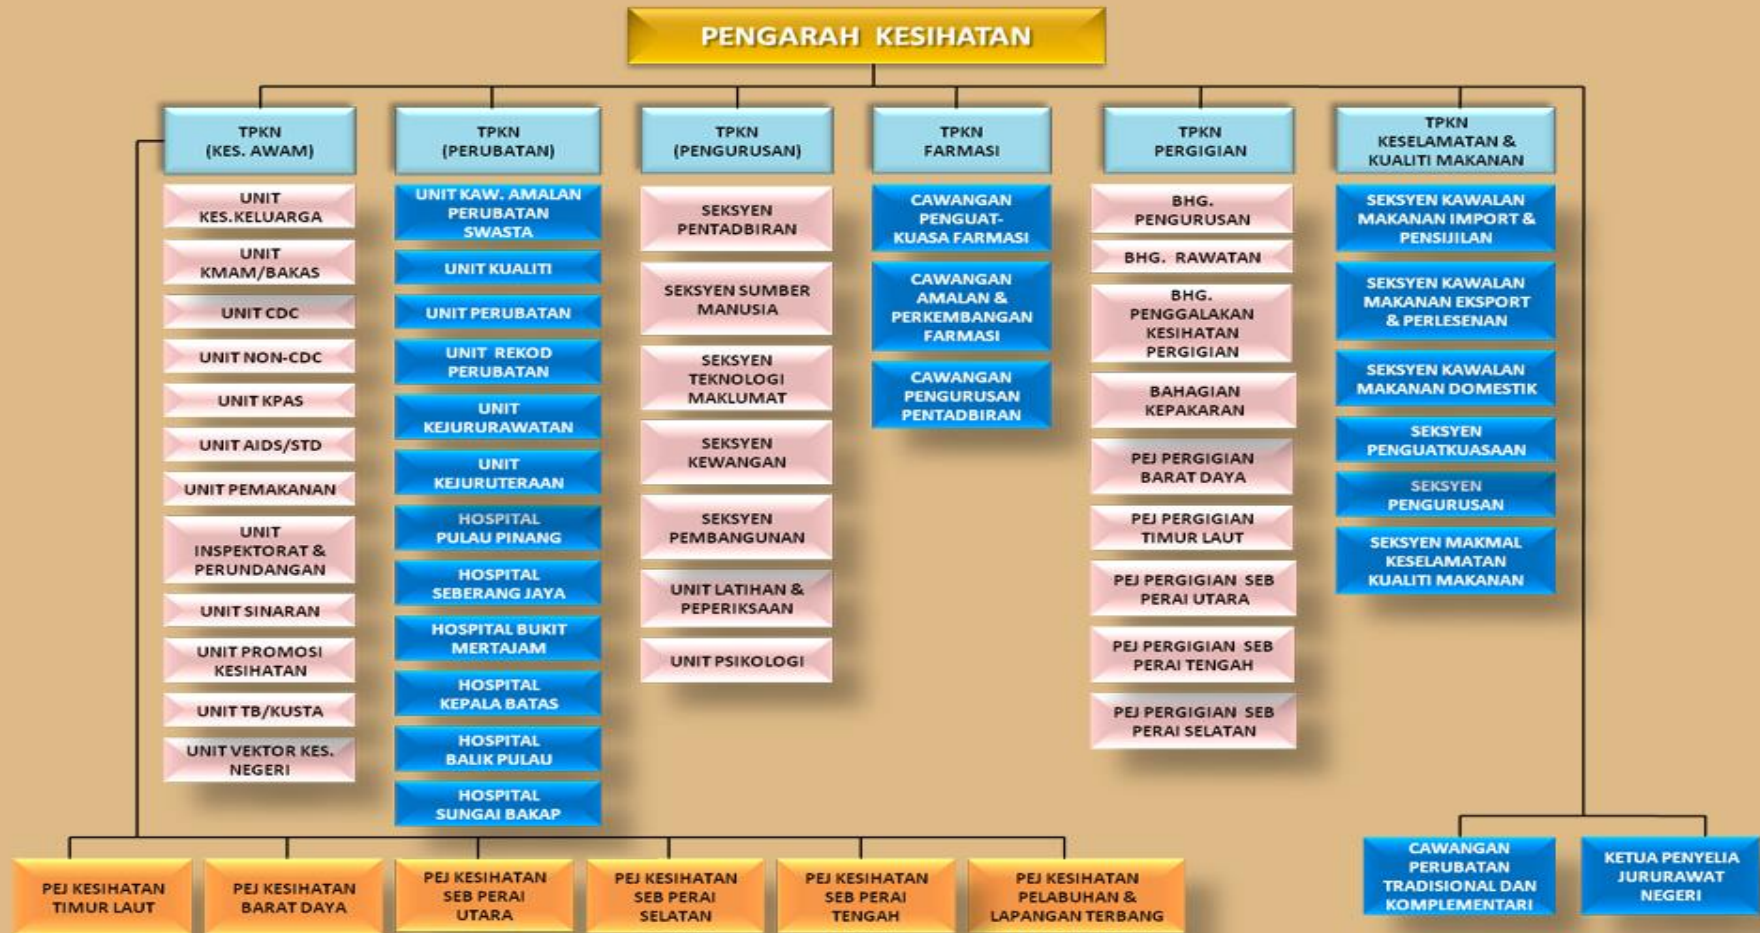 PENGARAH KESIHATAN
TPKN
(KES. AWAM)
UNIT
KES.KELUARGA
UNIT
KMAM/BAKAS
UNIT CDC
UNIT NON-CDC
UNIT KPAS
UNIT AIDS/STD
UNIT PEMAKANAN
UNIT
INSPEKTORAT &
PERUNDANGAN
UNIT SINARAN
UNIT PROMOSI
KESIHATAN
UNIT TB/KUSTA
UNIT VEKTOR KES.
NEGERI
TPKN
(PERUBATAN)
UNIT KAW. AMALAN
PERUBATAN
SWASTA
UNIT KUALITI
UNIT PERUBATAN
UNIT REKOD
PERUBATAN
UNIT
KEJURURAWATAN
UNIT
KEJURUTERAAN
HOSPITAL
PULAU PINANG
HOSPITAL
SEBERANG JAYA
HOSPITAL BUKIT
MERTAJAM
HOSPITAL
KEPALA BATAS
HOSPITAL
BALIK PULAU
HOSPITAL
SUNGAI BAKAP
TPKN
(PENGURUSAN)
SEKSYEN
PENTADBIRAN
SEKSYEN SUMBER
MANUSIA
SEKSYEN
TEKNOLOGI
MAKLUMAT
SEKSYEN
KEWANGAN
SEKSYEN
PEMBANGUNAN
UNIT LATIHAN &
PEPERIKSAAN
UNIT PSIKOLOGI
TPKN
FARMASI
CAWANGAN
PENGUAT-
KUASA FARMASI
CAWANGAN
AMALAN &
PERKEMBANGAN
FARMASI
CAWANGAN
PENGURUSAN
PENTADBIRAN
TPKN
PERGIGIAN
BHG.
PENGURUSAN
BHG. RAWATAN
BHG.
PENGGALAKAN
KESIHATAN
PERGIGIAN
BAHAGIAN
KEPAKARAN
PEJ PERGIGIAN
BARAT DAYA
PEJ PERGIGIAN
TIMUR LAUT
PEJ PERGIGIAN SEB
PERAI UTARA
PEJ PERGIGIAN SEB
PERAI TENGAH
PEJ PERGIGIAN SEB
PERAI SELATAN
TPKN
KESELAMATAN &
KUALITI MAKANAN
SEKSYEN KAWALAN
MAKANAN IMPORT &
PENSIJILAN
SEKSYEN KAWALAN
MAKANAN EKSPORT
& PERLESENAN
SEKSYEN KAWALAN
MAKANAN DOMESTIK
SEKSYEN
PENGUATKUASAAN
SEKSYEN
PENGURUSAN
SEKSYEN MAKMAL
KESELAMATAN
KUALITI MAKANAN
PEJ KESIHATAN
TIMUR LAUT
PEJ KESIHATAN
BARAT DAYA
PEJ KESIHATAN
SEB PERAI
UTARA
PEJ KESIHATAN
SEB PERAI
SELATAN
PEJ KESIHATAN
SEB PERAI
TENGAH
PEJ KESIHATAN
PELABUHAN &
LAPANGAN TERBANG
CAWANGAN
PERUBATAN
TRADISIONAL DAN
KOMPLEMENTARI
KETUA PENYELIA
JURURAWAT
NEGERI